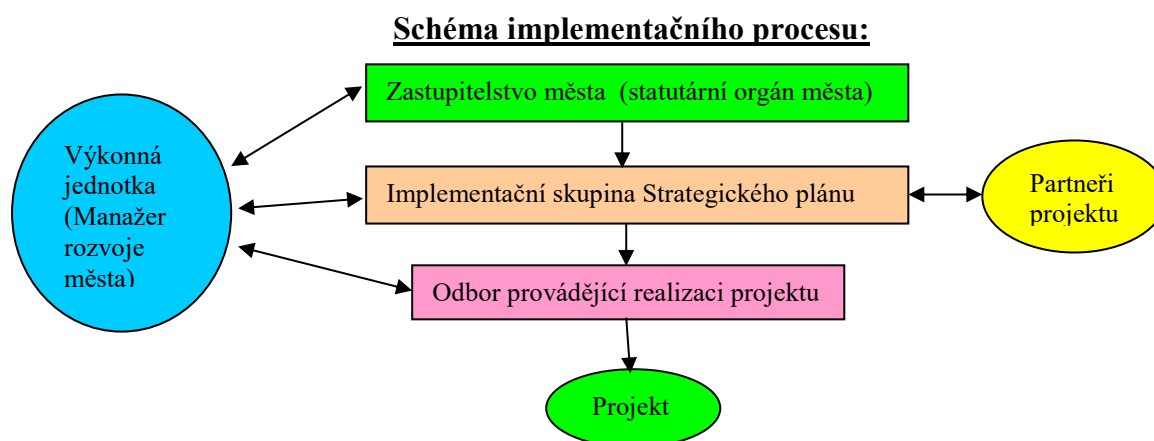 Schéma implementačního procesu:
Zastupitelstvo města  (statutární orgán města)
Výkonná
jednotka
(Manažer
rozvoje
města)
Implementační skupina Strategického plánu
Partneři
projektu
Odbor provádějící realizaci projektu
Projekt